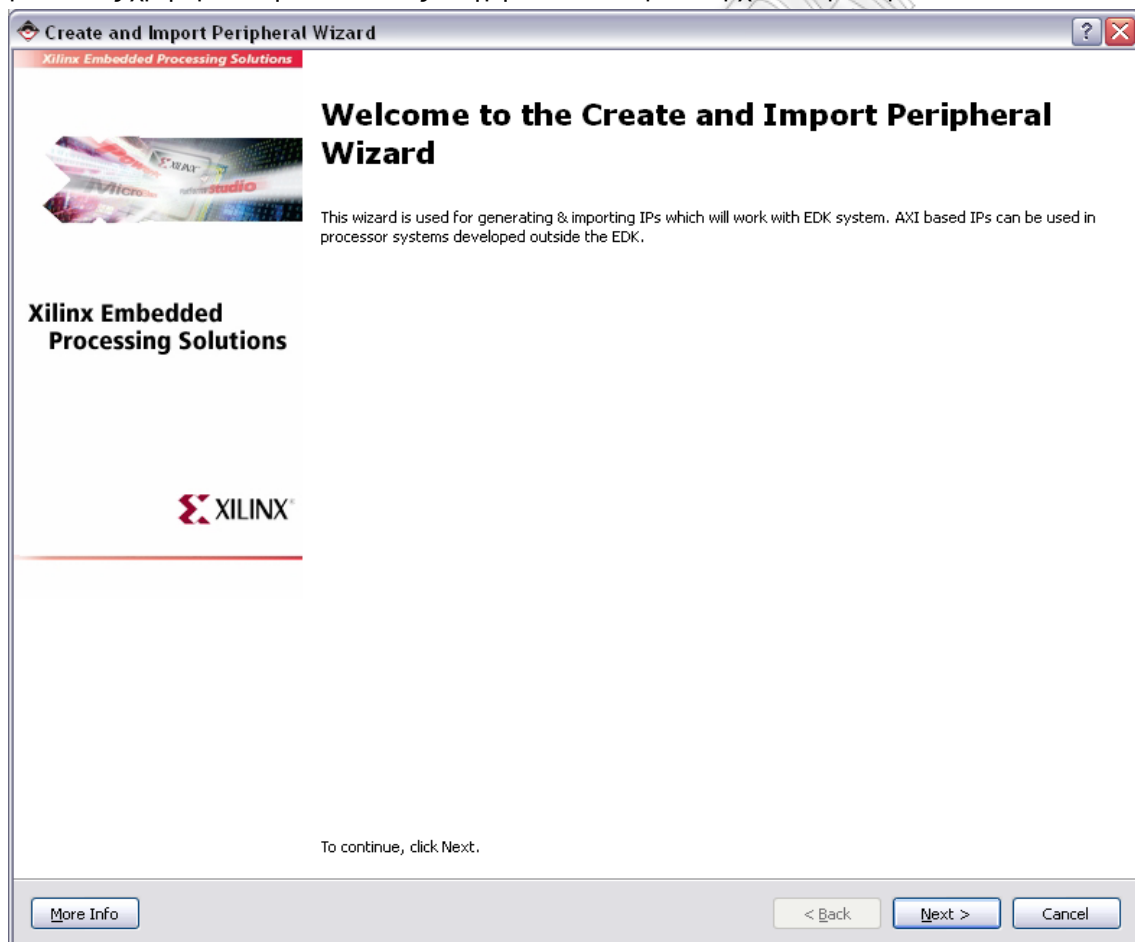 Create and Import Peripheral Wizard
Xilinx Embedded Processing Solutions
XILINX
Micro
studio
Welcome to the Create and Import Peripheral
Wizard
This wizard is used for generating & importing IPs which will work with EDK system. AXI based IPs can be used in
processor systems developed outside the EDK.
Xilinx Embedded
Processing Solutions
XILINX®
To continue, click Next.
More Info
< Back
Next >
Cancel